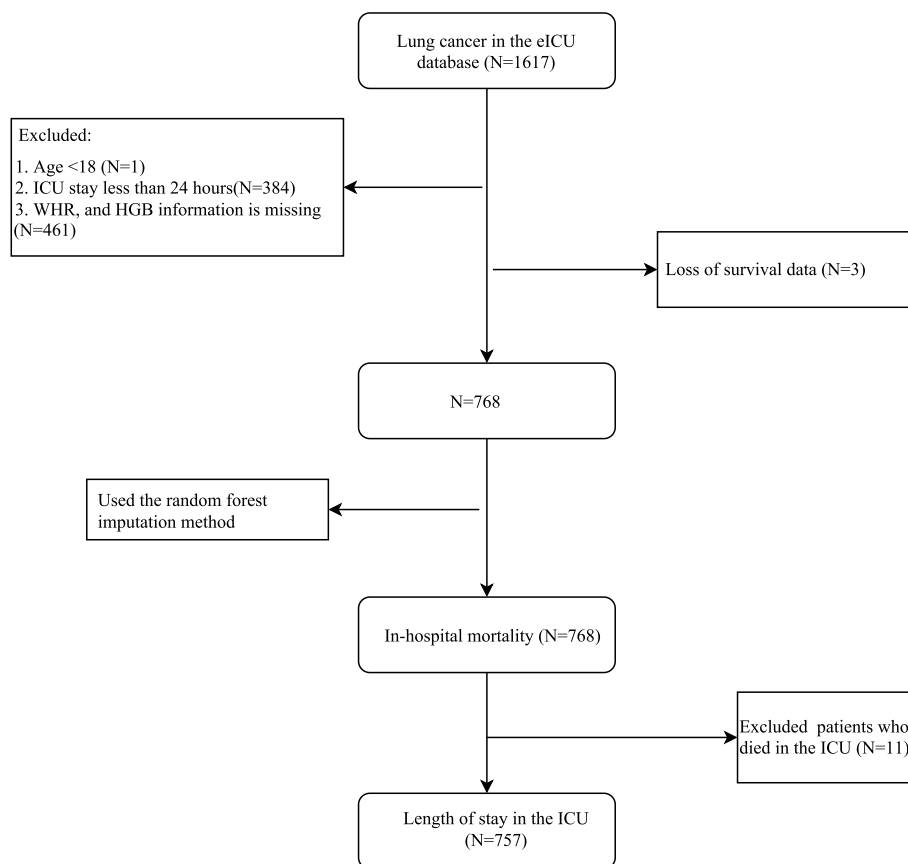 Lung cancer in the eICU
database (N=1617)
Excluded:
1. Age <18 (N=1)
2. ICU stay less than 24 hours(N=384)
3. WHR, and HGB information is missing
(N=461)
Loss of survival data (N=3)
N=768
Used the random forest
imputation method
In-hospital mortality (N=768)
Excluded  patients who
died in the ICU (N=11)
Length of stay in the ICU
(N=757)